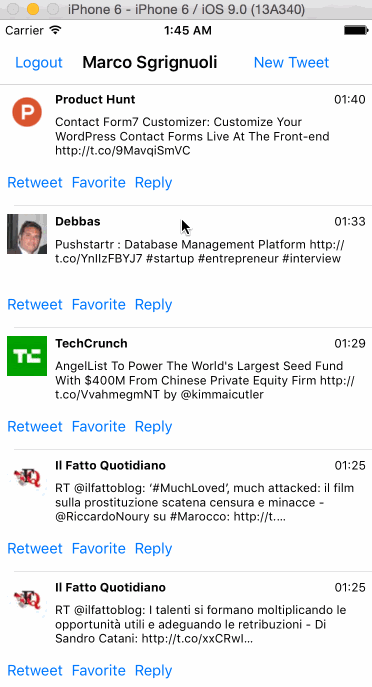 iPhone 6 - iPhone 6 / iOS 9.0 (13A340)
Carrier 1:45 AM
Logout Marco Sgrignuoli New Tweet
P
Product Hunt 01:40
Contact Form7 Customizer: Customize Your
WordPress Contact Forms Live At The Front-end
http://t.co/9MavqiSmVC
Retweet Favorite Reply
Debbas 01:33
Pushstartr : Database Management Platform http://
t.co/YnIIzFBYJ7 #startup #entrepreneur #interview
Retweet Favorite Reply
TC
TechCrunch 01:29
AngelList To Power The World's Largest Seed Fund
With $400M From Chinese Private Equity Firm http://
t.co/VvahmegmNT by @kimmaicutler
Retweet Favorite Reply
Il Fatto Quotidiano 01:25
RT @ilfattoblog: ‘#MuchLoved’, much attacked: il film
sulla prostituzione scatena censura e minacce -
@RiccardoNoury su #Marocco: http://t.…
Retweet Favorite Reply
Il Fatto Quotidiano 01:25
RT @ilfattoblog: I talenti si formano moltiplicando le
opportunità utili e adeguando le retribuzioni - Di
Sandro Catani: http://t.co/xxCRwI…
Retweet Favorite Reply